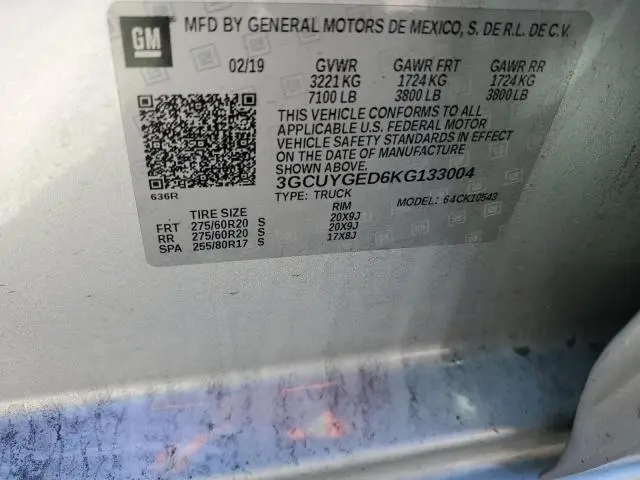 GM
MFD BY GENERAL MOTORS DE MEXICO, S. DE R.L. DE C.V.
02/19 GVWR GAWR FRT GAWR RR
3221 KG 1724 KG 1724 KG
7100 LB 3800 LB 3800 LB
THIS VEHICLE CONFORMS TO ALL
APPLICABLE U.S. FEDERAL MOTOR
VEHICLE SAFETY STANDARDS IN EFFECT
ON THE DATE OF MANUFACTURE SHOWN ABOVE.
3GCUYGED6KG133004
636R TYPE: TRUCK MODEL: 64CK10543
TIRE SIZE RIM
FRT 275/60R20 S 20X9J
RR 275/60R20 S 20X9J
SPA 255/80R17 S 17X8J